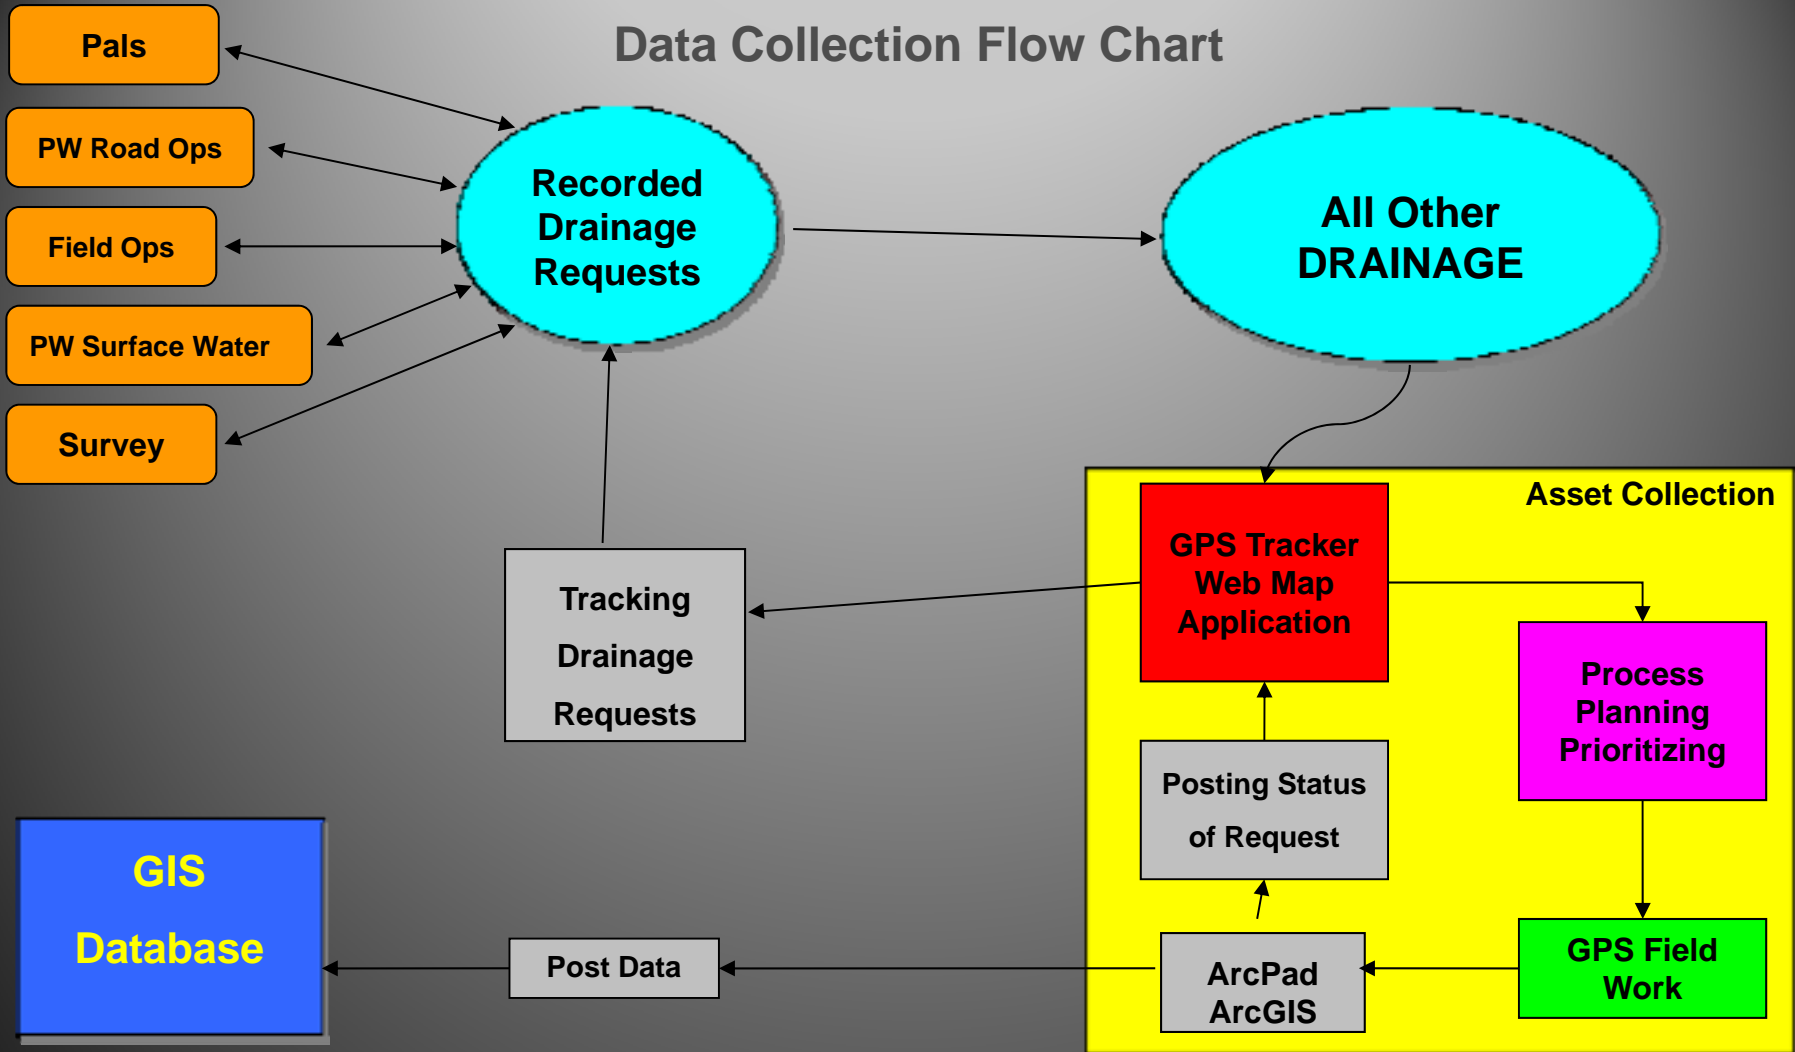 Data Collection Flow Chart
Pals
PW Road Ops
Field Ops
PW Surface Water
Survey
Recorded
Drainage
Requests
All Other
DRAINAGE
Asset Collection
GPS Tracker
Web Map
Application
Tracking
Drainage
Requests
Process
Planning
Prioritizing
Posting Status
of Request
GIS
Database
Post Data
ArcPad
ArcGIS
GPS Field
Work